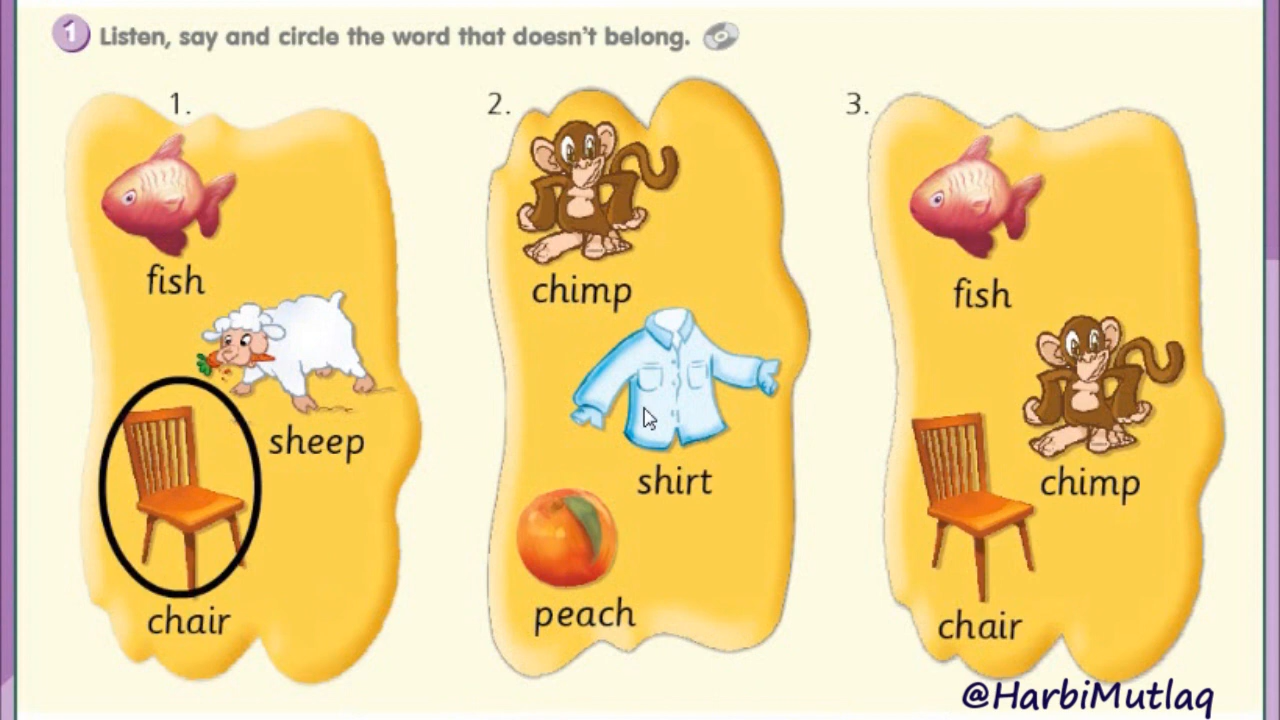 1 Listen, say and circle the word that doesn't belong.
1.
fish
sheep
chair
2.
chimp
shirt
peach
3.
fish
chimp
chair
@HarbiMutlaq